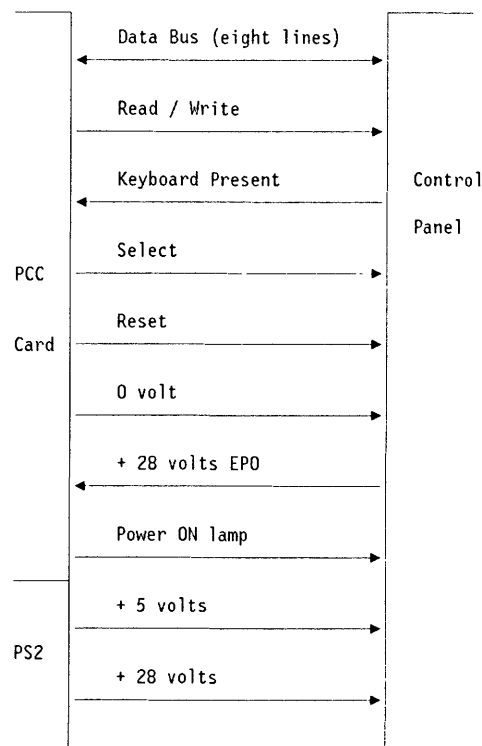 Data Bus (eight lines)
Read / Write
Keyboard Present
Control
Panel
Select
PCC
Reset
Card
0 volt
+ 28 volts EPO
Power ON lamp
+ 5 volts
PS2
+ 28 volts